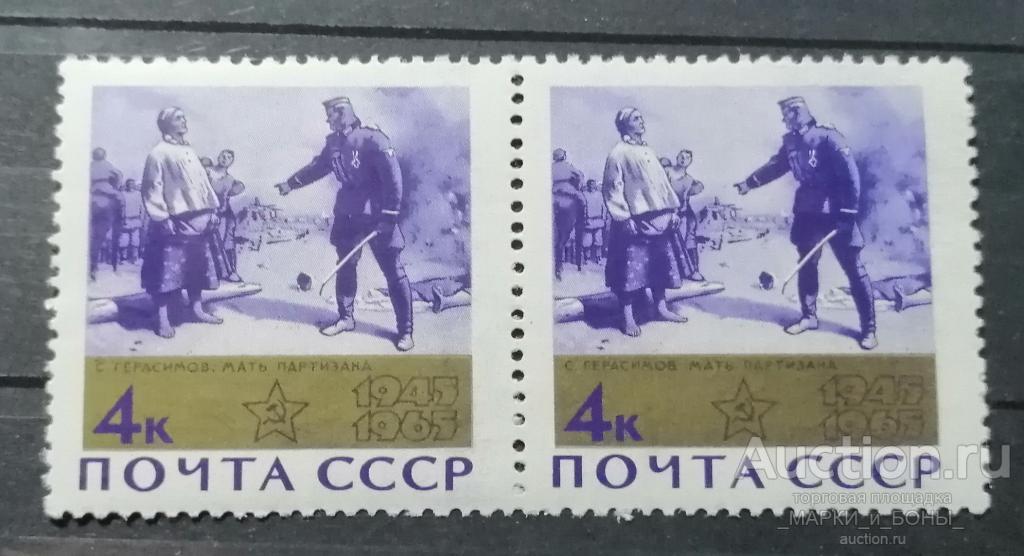 С. ГЕРАСИМОВ. МАТЬ ПАРТИЗАНА
4к
1945
1965
ПОЧТА СССР
С. ГЕРАСИМОВ. МАТЬ ПАРТИЗАНА
4к
1945
1965
ПОЧТА СССР
Auction.ru
торговая площадка
_МАРКИ_и_БОНЫ_
auction.ru